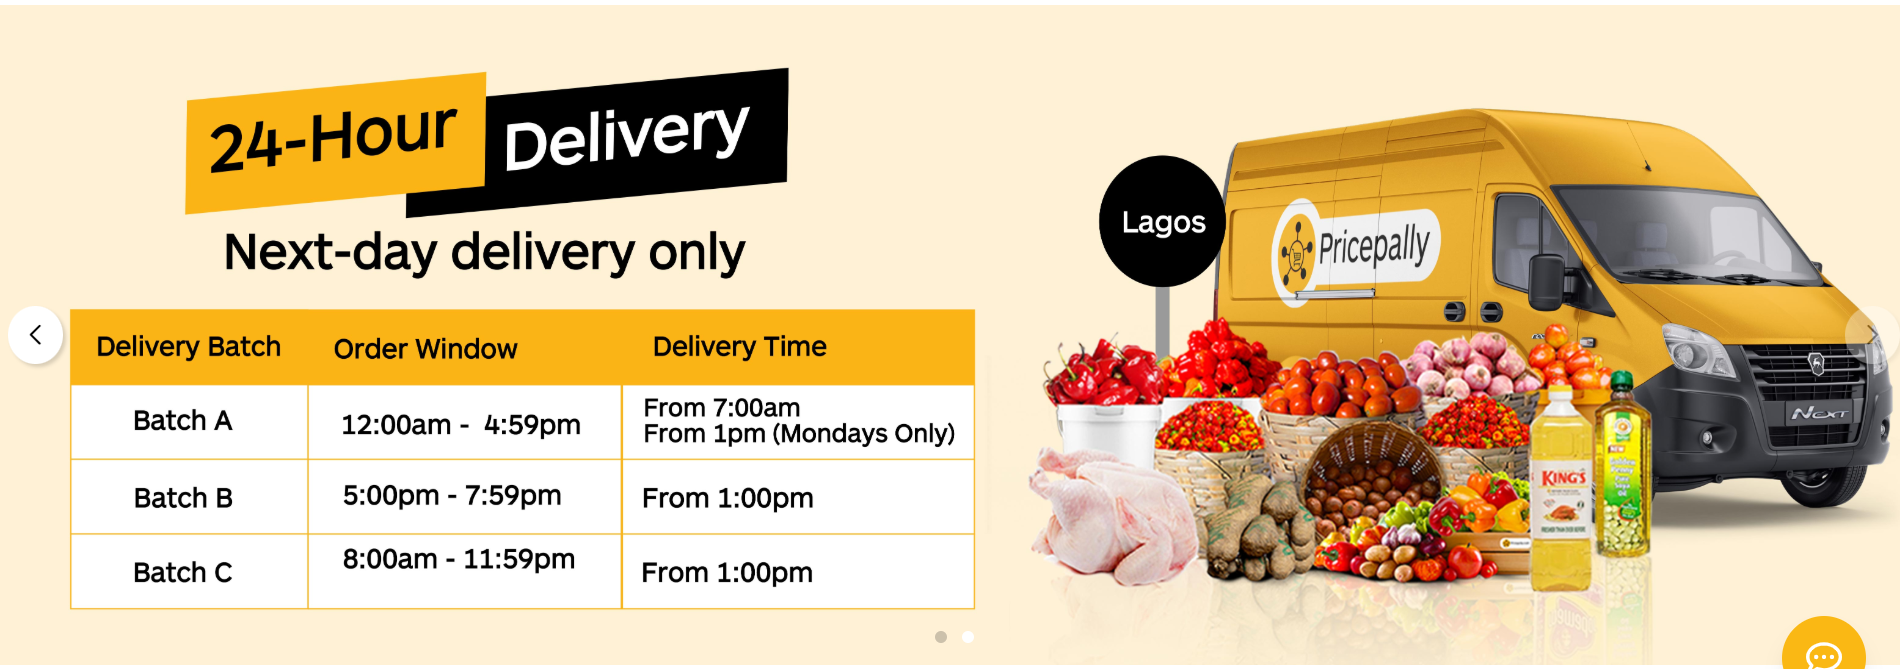 24-Hour Delivery
Next-day delivery only
Delivery Batch Order Window Delivery Time
Batch A 12:00am - 4:59pm From 7:00am
From 1pm (Mondays Only)
Batch B 5:00pm - 7:59pm From 1:00pm
Batch C 8:00am - 11:59pm From 1:00pm
Lagos
Pricepally
NEXT
KING'S
NEW